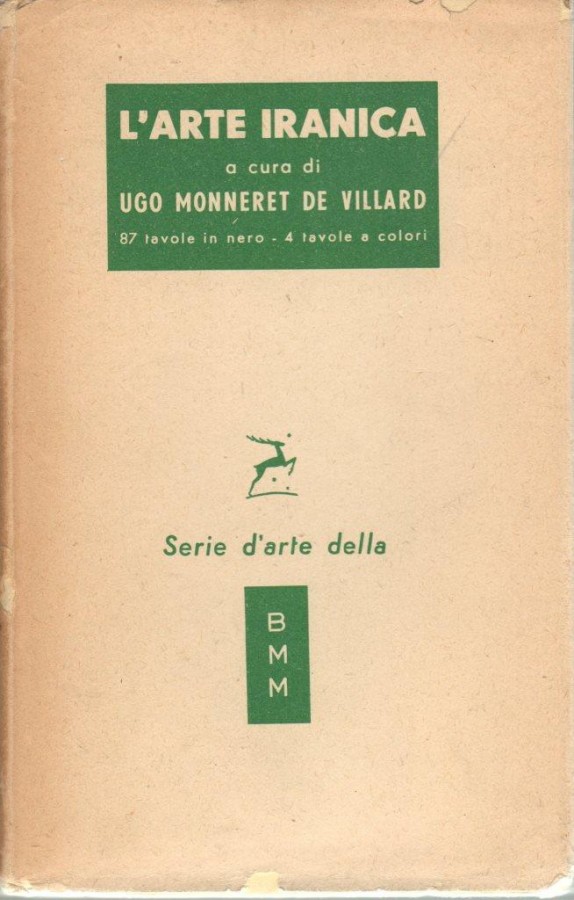 L'ARTE IRANICA
a cura di
UGO MONNERET DE VILLARD
87 tavole in nero - 4 tavole a colori
Serie d'arte della
B
M
M